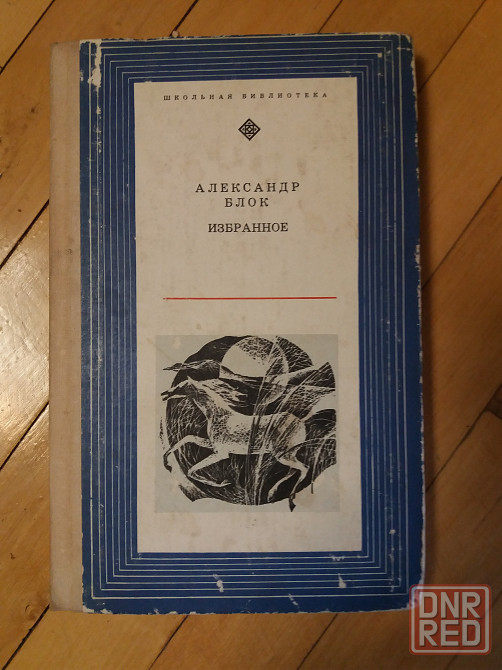 ШКОЛЬНАЯ БИБЛИОТЕКА
АЛЕКСАНДР
БЛОК
ИЗБРАННОЕ
DNR
RED